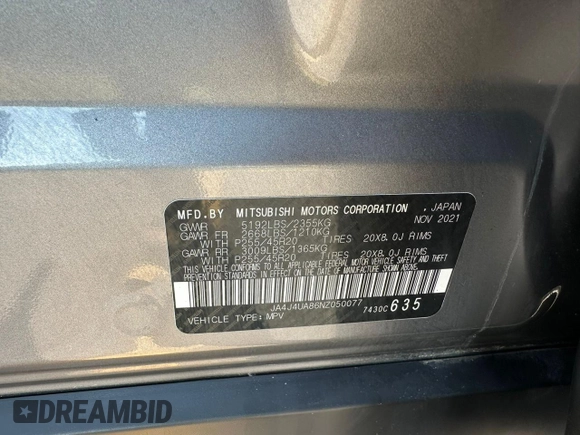 MFD.BY MITSUBISHI MOTORS CORPORATION , JAPAN
GVWR 5192LBS/2355KG NOV 2021
GAWR FR 2668LBS/1210KG
WITH P255/45R20 TIRES 20X8.0J RIMS
GAWR RR 3009LBS/1365KG
WITH P255/45R20 TIRES 20X8.0J RIMS
THIS VEHICLE CONFORMS TO ALL APPLICABLE FEDERAL MOTOR VEHICLE SAFETY AND THEFT
PREVENTION STANDARDS IN EFFECT ON THE DATE OF MANUFACTURE SHOWN ABOVE.
JA4J4UA86NZ050077
VEHICLE TYPE: MPV 7430C635
DREAMBID